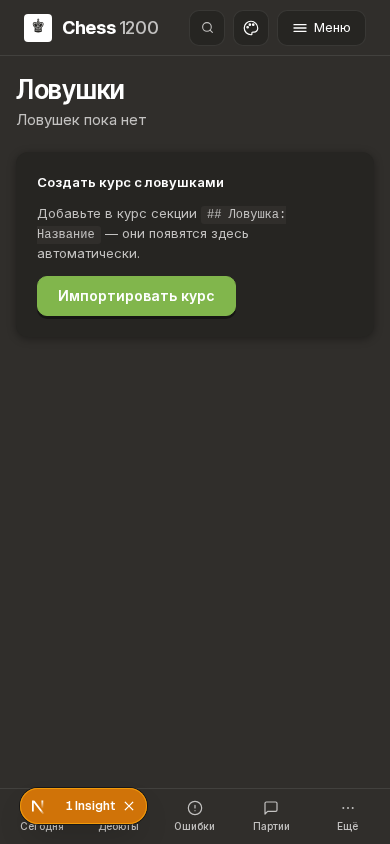 Chess 1200
Меню
Ловушки
Ловушек пока нет
Создать курс с ловушками
Добавьте в курс секции ## Ловушка:
Название — они появятся здесь
автоматически.
Импортировать курс
N 1 Insight
Сегодня Дебюты Ошибки Партии Ещё